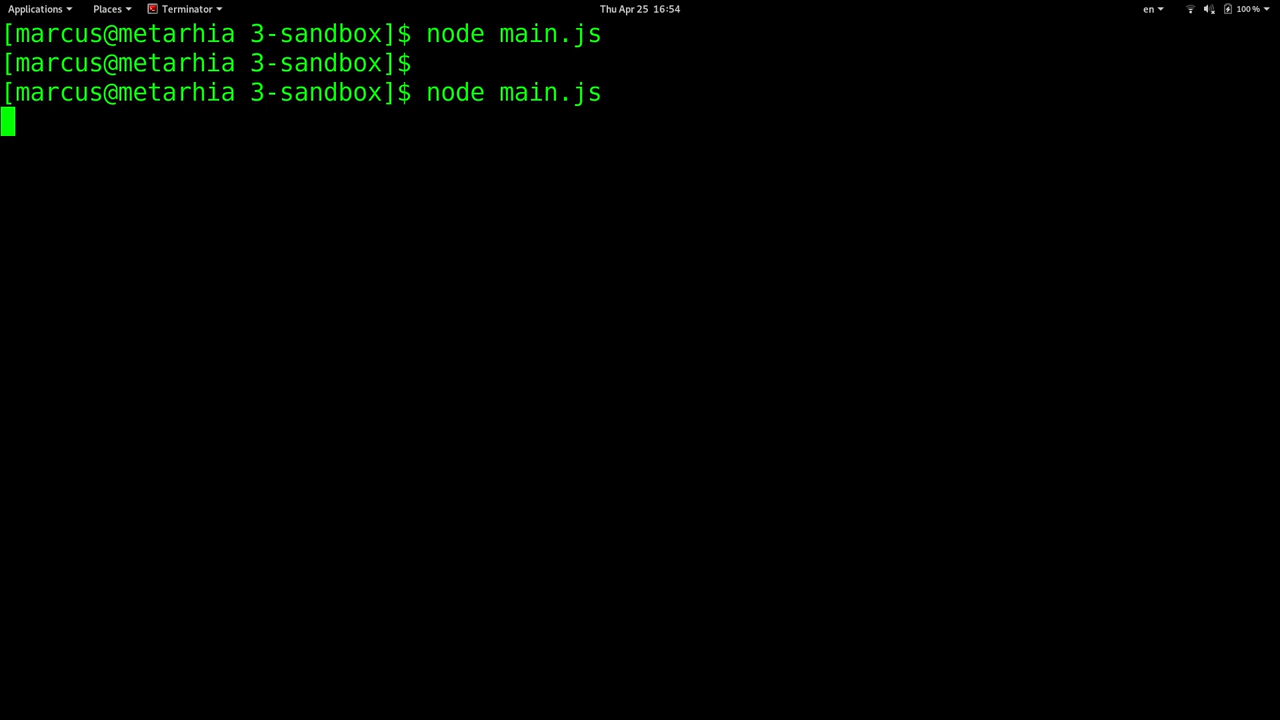 Applications Places Terminator Thu Apr 25 16:54 en 100 %
[marcus@metarhia 3-sandbox]$ node main.js
[marcus@metarhia 3-sandbox]$
[marcus@metarhia 3-sandbox]$ node main.js